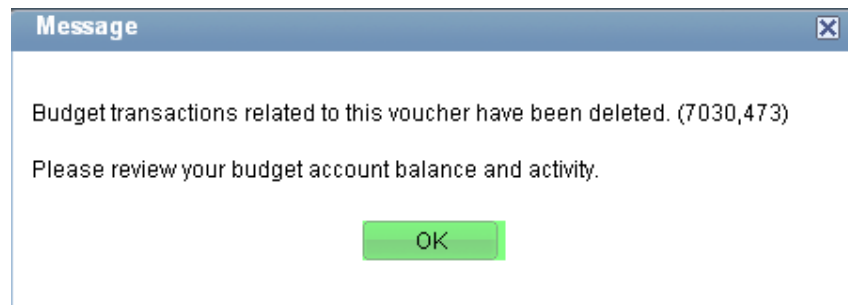 Message
Budget transactions related to this voucher have been deleted. (7030,473)
Please review your budget account balance and activity.
OK